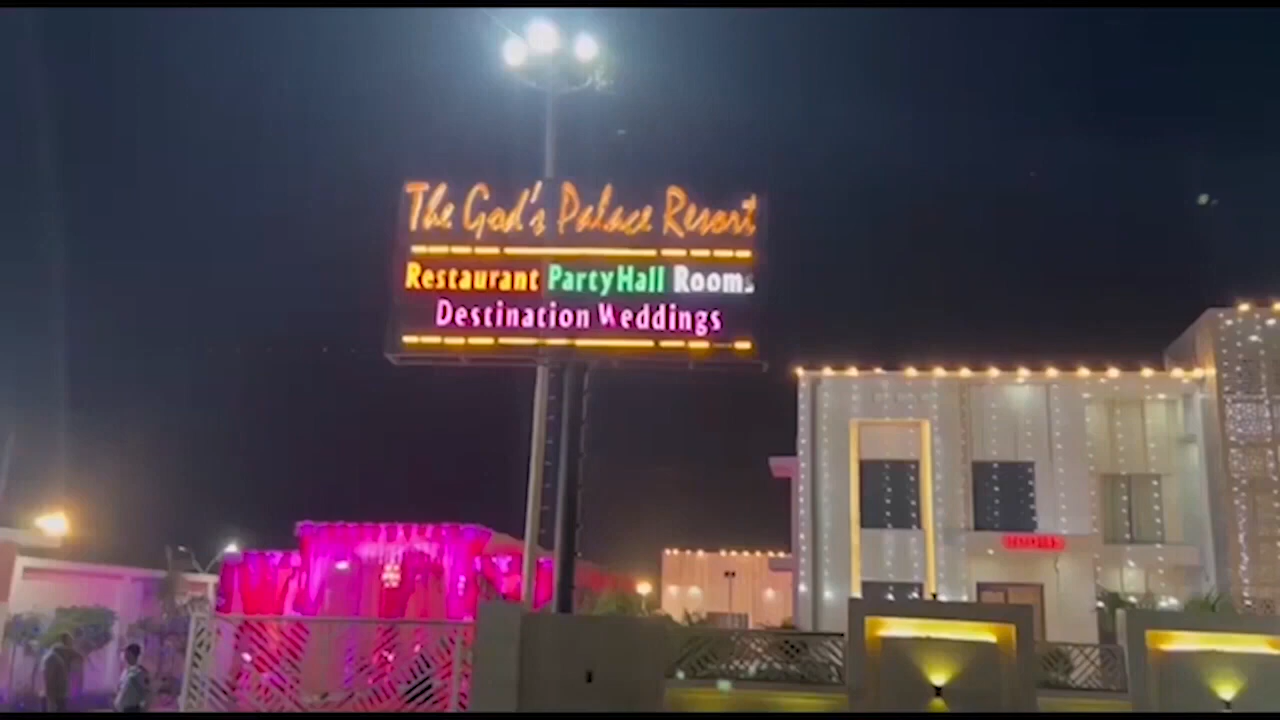 The God's Palace Resort
Restaurant PartyHall Rooms
Destination Weddings